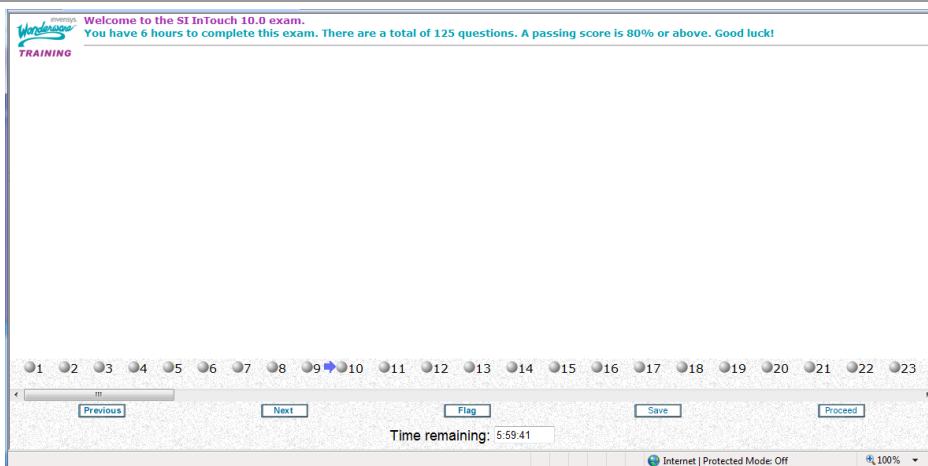 invensys
Wonderware
TRAINING
Welcome to the SI InTouch 10.0 exam.
You have 6 hours to complete this exam. There are a total of 125 questions. A passing score is 80% or above. Good luck!
1 2 3 4 5 6 7 8 9 10 11 12 13 14 15 16 17 18 19 20 21 22 23
Previous Next Flag Save Proceed
Time remaining: 5:59:41
Internet | Protected Mode: Off 100%